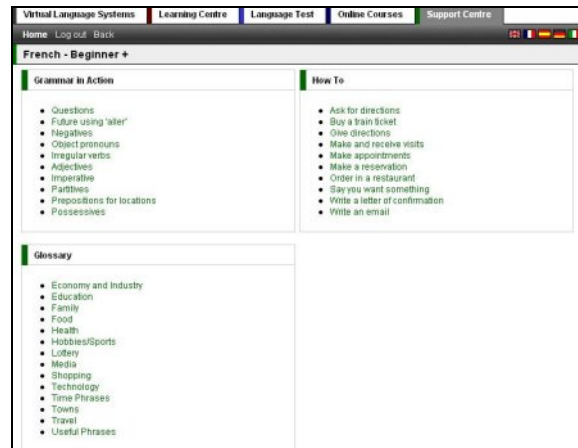 Virtual Language Systems Learning Centre Language Test Online Courses Support Centre
Home Log out Back
French - Beginner +
Grammar in Action
Questions
Future using 'aller'
Negatives
Object pronouns
Irregular verbs
Adjectives
Imperative
Partitives
Prepositions for locations
Possessives
How To
Ask for directions
Buy a train ticket
Give directions
Make and receive visits
Make appointments
Make a reservation
Order in a restaurant
Say you want something
Write a letter of confirmation
Write an email
Glossary
Economy and Industry
Education
Family
Food
Health
Hobbies/Sports
Lottery
Media
Shopping
Technology
Time Phrases
Towns
Travel
Useful Phrases